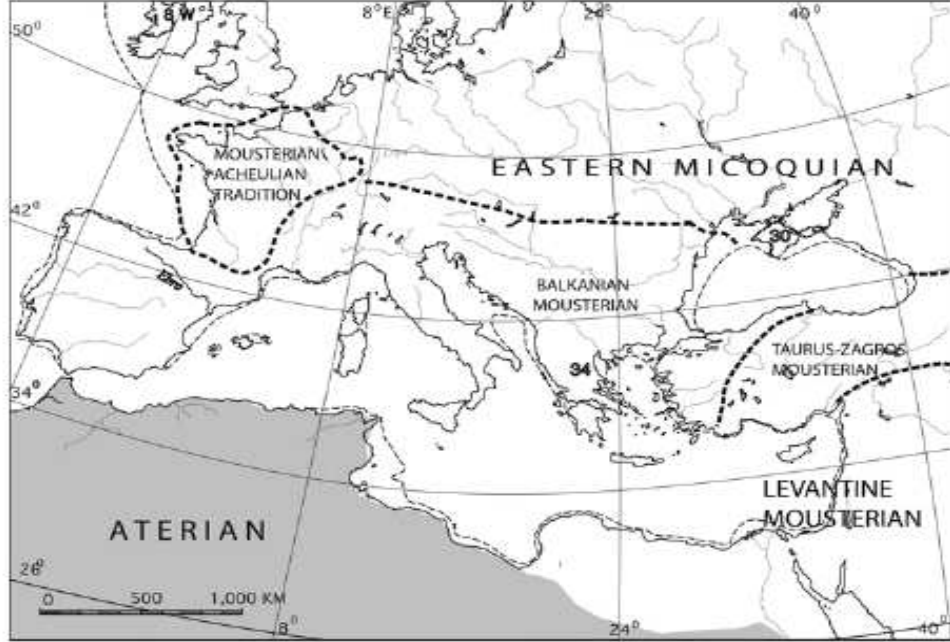 50°
8°W
8°E
24°
40°
MOUSTERIAN
ACHEULIAN
TRADITION
EASTERN MICOQUIAN
42°
30
Ebro
BALKANIAN
MOUSTERIAN
TAURUS-ZAGROS
MOUSTERIAN
34
34°
LEVANTINE
MOUSTERIAN
ATERIAN
26°
0 500 1,000 KM
8°
24°
40°